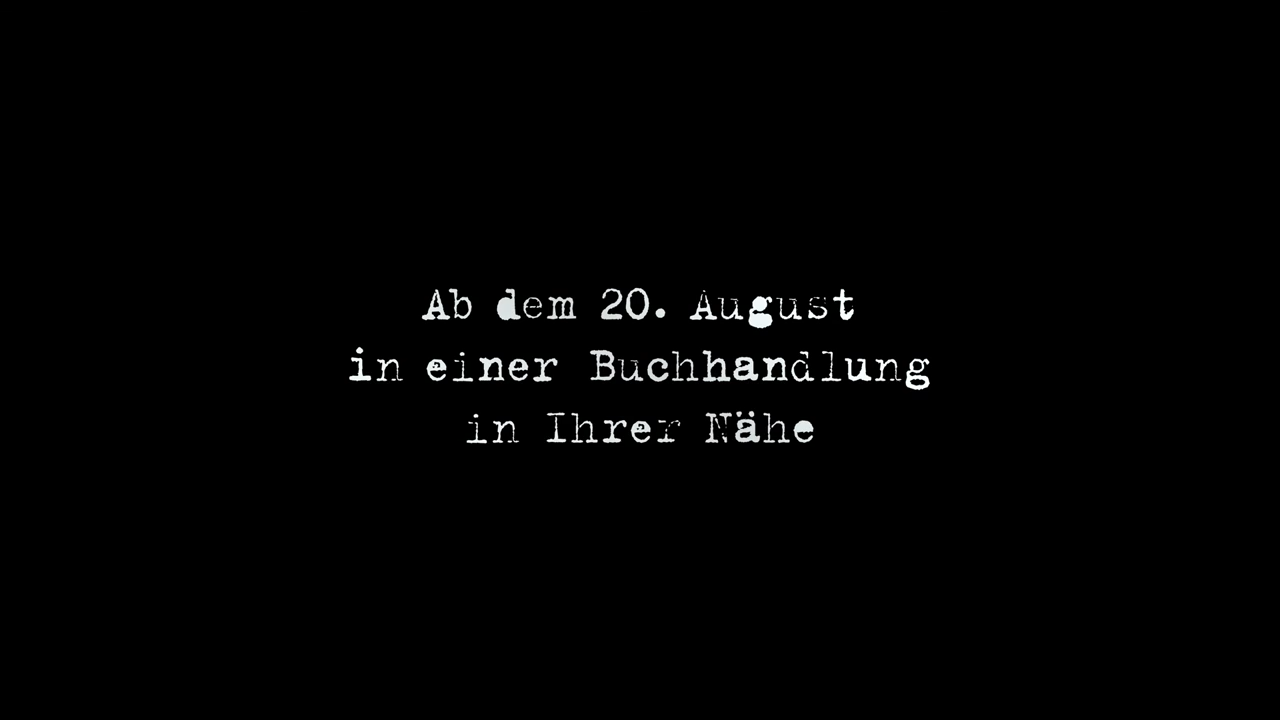 Ab dem 20. August
in einer Buchhandlung
in Ihrer Nähe